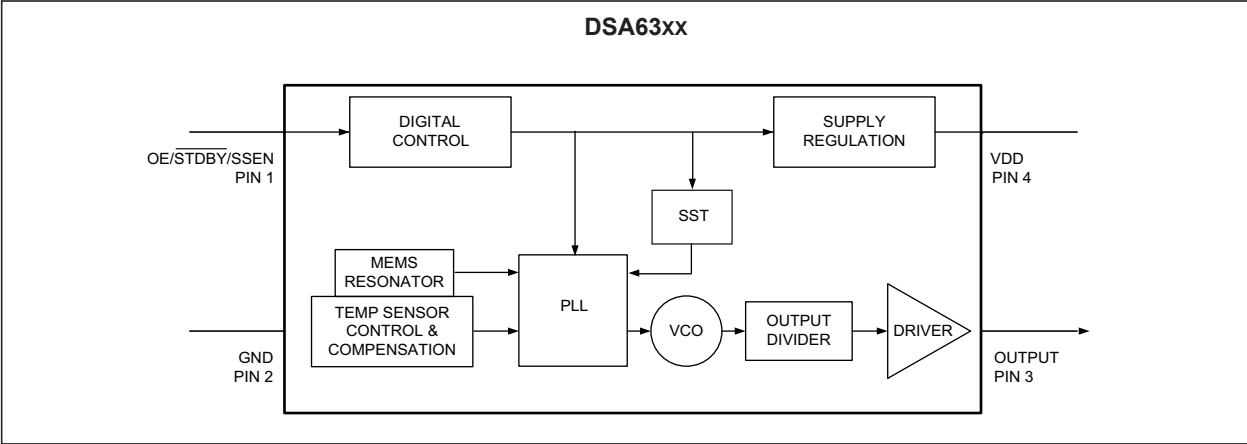 DSA63xx
DIGITAL
CONTROL
SUPPLY
REGULATION
OE/STDBY/SSEN
PIN 1
VDD
PIN 4
SST
MEMS
RESONATOR
TEMP SENSOR
CONTROL &
COMPENSATION
PLL
VCO
OUTPUT
DIVIDER
DRIVER
GND
PIN 2
OUTPUT
PIN 3